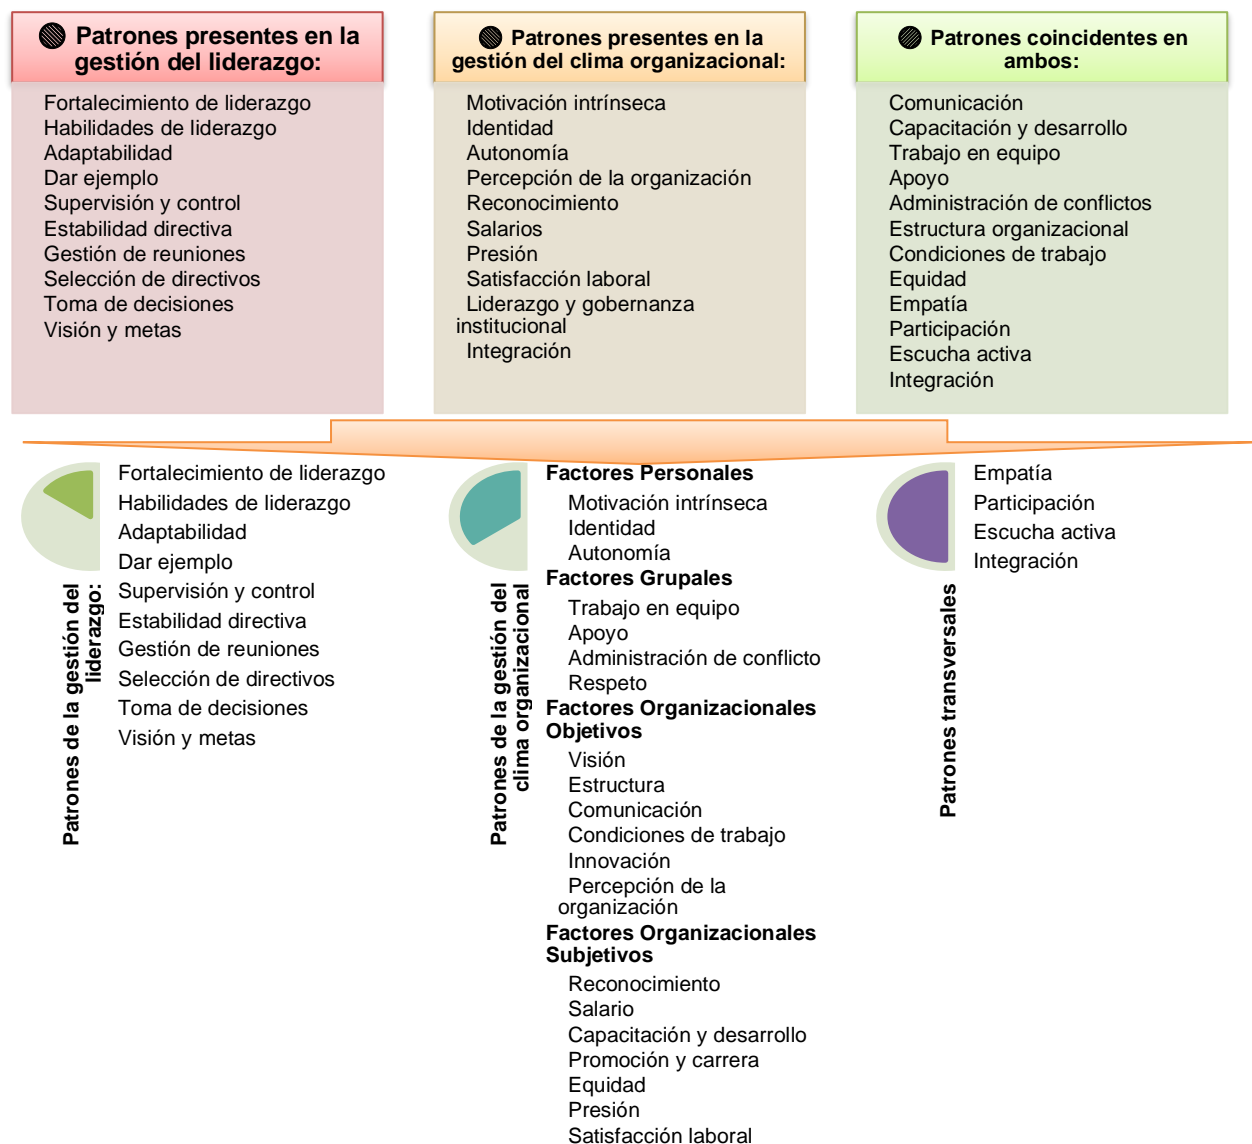 Patrones presentes en la
gestión del liderazgo:
Fortalecimiento de liderazgo
Habilidades de liderazgo
Adaptabilidad
Dar ejemplo
Supervisión y control
Estabilidad directiva
Gestión de reuniones
Selección de directivos
Toma de decisiones
Visión y metas
Patrones presentes en la
gestión del clima organizacional:
Motivación intrínseca
Identidad
Autonomía
Percepción de la organización
Reconocimiento
Salarios
Presión
Satisfacción laboral
Liderazgo y gobernanza
institucional
Integración
Patrones coincidentes en
ambos:
Comunicación
Capacitación y desarrollo
Trabajo en equipo
Apoyo
Administración de conflictos
Estructura organizacional
Condiciones de trabajo
Equidad
Empatía
Participación
Escucha activa
Integración
Patrones de la gestión del
liderazgo:
Fortalecimiento de liderazgo
Habilidades de liderazgo
Adaptabilidad
Dar ejemplo
Supervisión y control
Estabilidad directiva
Gestión de reuniones
Selección de directivos
Toma de decisiones
Visión y metas
Patrones de la gestión del
clima organizacional
Factores Personales
Motivación intrínseca
Identidad
Autonomía
Factores Grupales
Trabajo en equipo
Apoyo
Administración de conflicto
Respeto
Factores Organizacionales
Objetivos
Visión
Estructura
Comunicación
Condiciones de trabajo
Innovación
Percepción de la
organización
Factores Organizacionales
Subjetivos
Reconocimiento
Salario
Capacitación y desarrollo
Promoción y carrera
Equidad
Presión
Satisfacción laboral
Patrones transversales
Empatía
Participación
Escucha activa
Integración